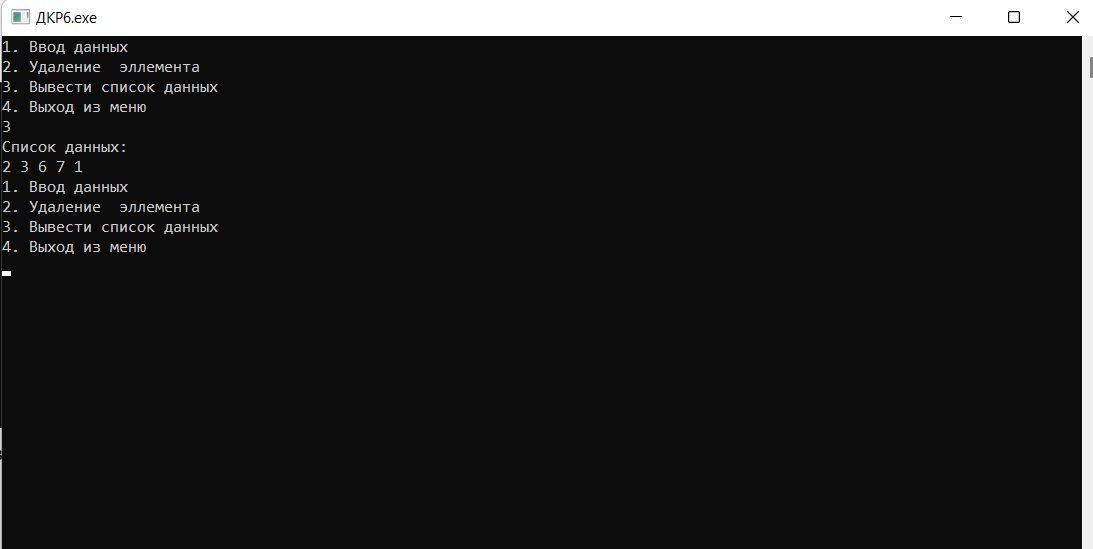 ДКР6.exe
1. Ввод данных
2. Удаление  эллемента
3. Вывести список данных
4. Выход из меню
3
Список данных:
2 3 6 7 1
1. Ввод данных
2. Удаление  эллемента
3. Вывести список данных
4. Выход из меню